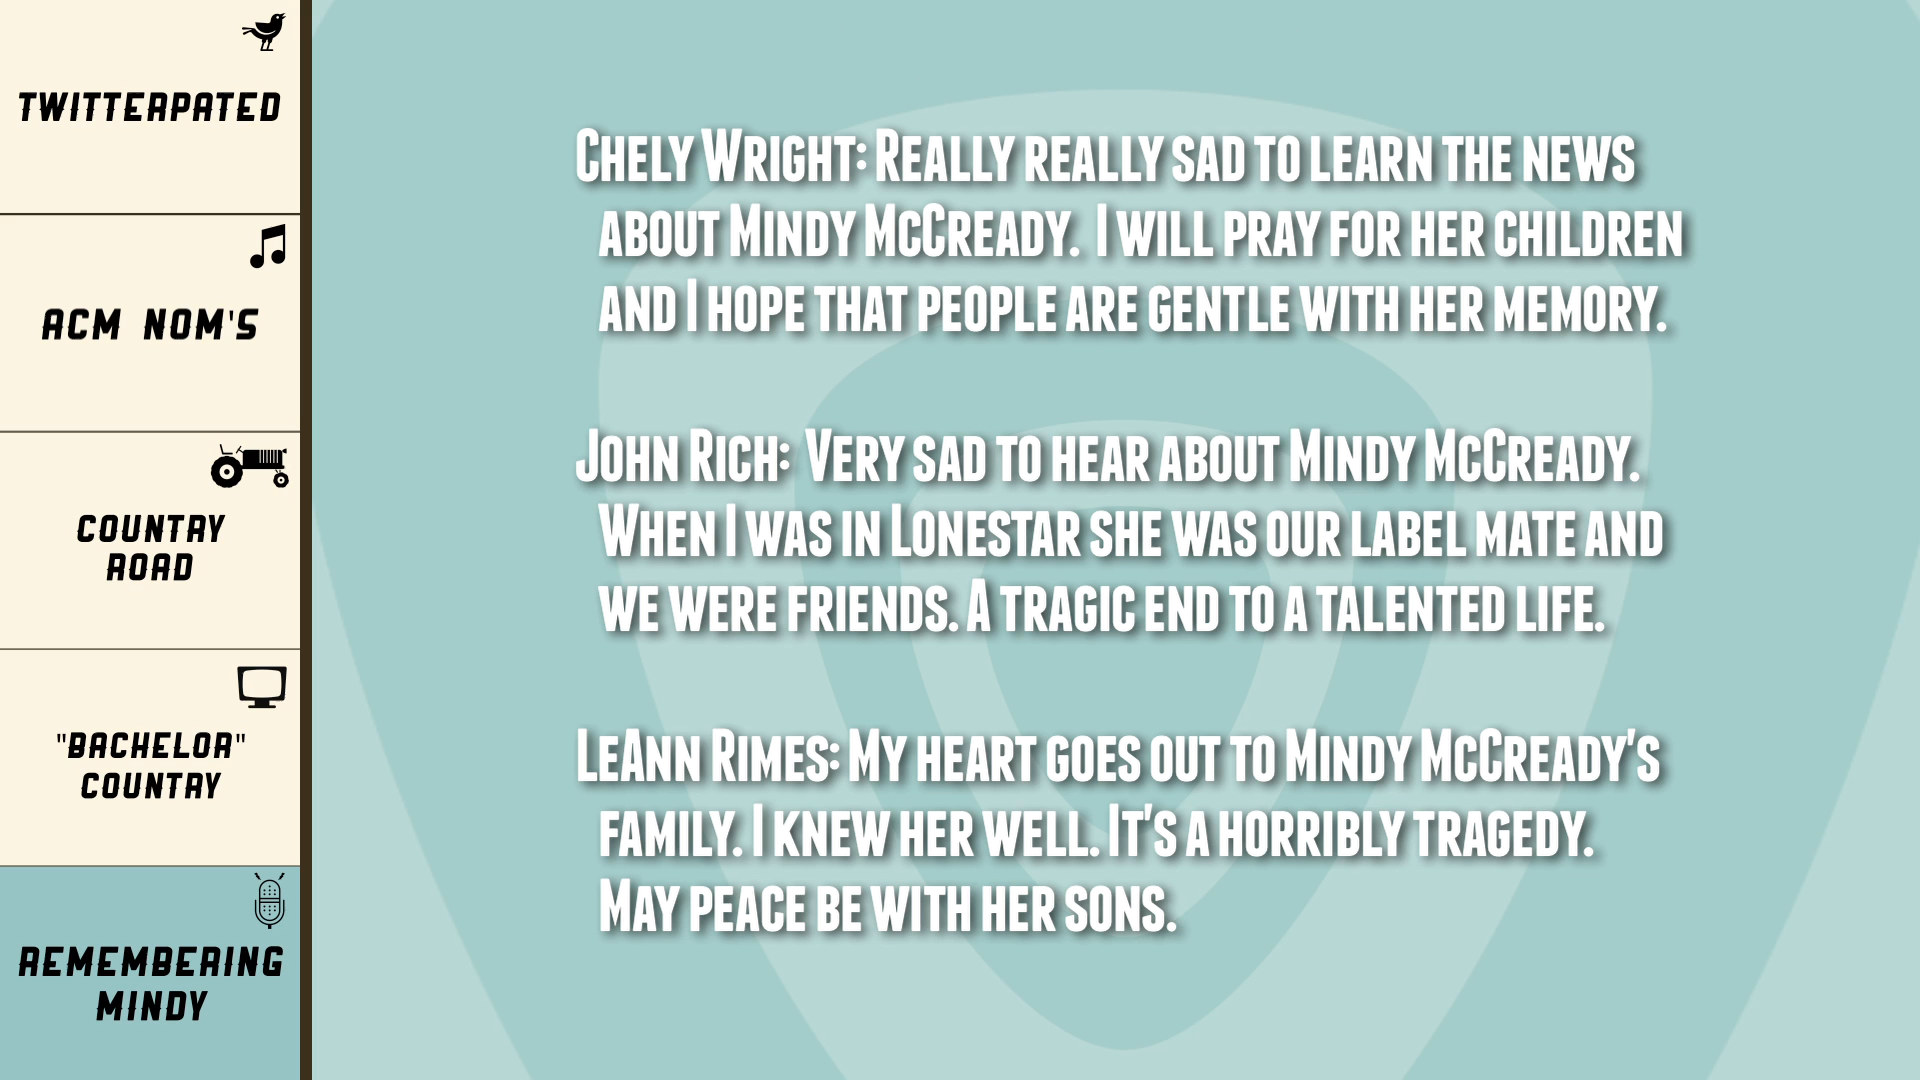 TWITTERPATED
ACM NOM'S
COUNTRY
ROAD
"BACHELOR"
COUNTRY
REMEMBERING
MINDY
Chely Wright: Really really sad to learn the news
about Mindy McCready. I will pray for her children
and I hope that people are gentle with her memory.
John Rich: Very sad to hear about Mindy McCready.
When I was in Lonestar she was our label mate and
we were friends. A tragic end to a talented life.
LeAnn Rimes: My heart goes out to Mindy McCready's
family. I knew her well. It's a horribly tragedy.
May peace be with her sons.